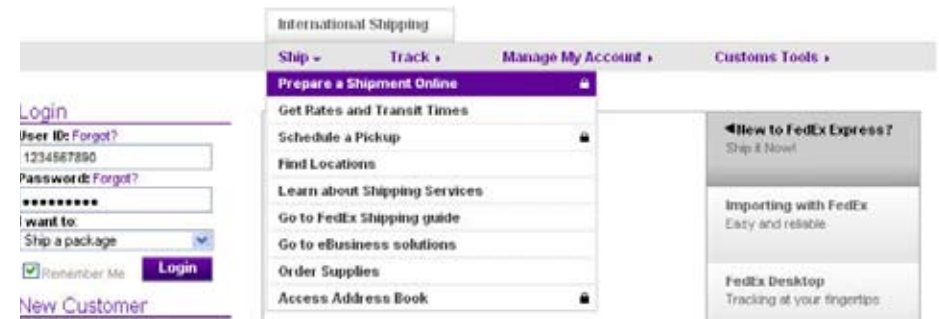 International Shipping
Ship
Track
Manage My Account
Customs Tools
Prepare a Shipment Online
Get Rates and Transit Times
Schedule a Pickup
Find Locations
Learn about Shipping Services
Go to FedEx Shipping guide
Go to eBusiness solutions
Order Supplies
Access Address Book
Login
User ID: Forgot?
1234567890
Password: Forgot?
I want to:
Ship a package
Remember Me
Login
New Customer
New to FedEx Express?
Ship it Now!
Importing with FedEx
Easy and reliable
FedEx Desktop
Tracking at your fingertips